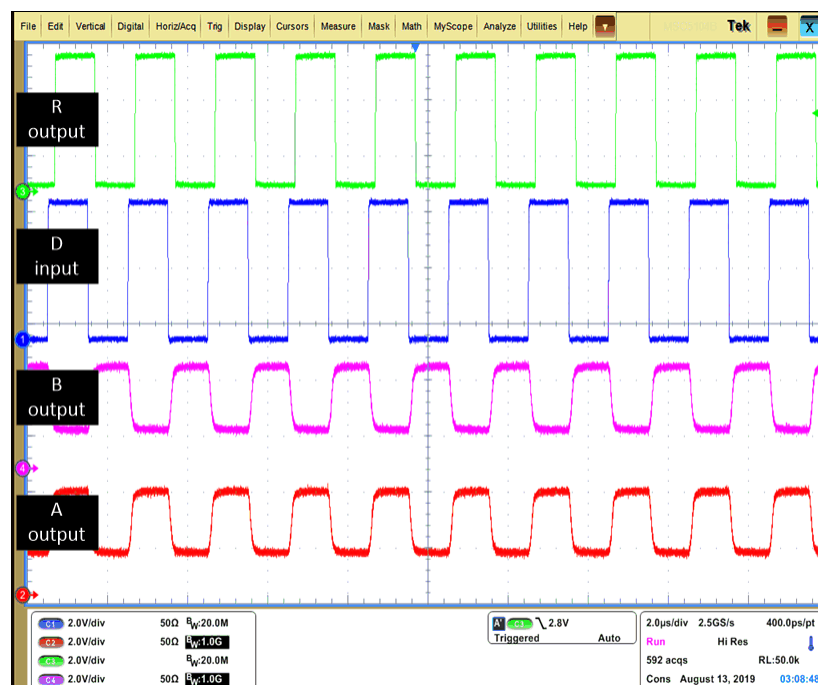 File Edit Vertical Digital Horiz/Acq Trig Display Cursors Measure Mask Math MyScope Analyze Utilities Help Tek X
R
output
3
D
input
1
B
output
4
A
output
2
C1 2.0V/div 50Ω BW:20.0M
C2 2.0V/div 50Ω BW:1.0G
C3 2.0V/div BW:20.0M
C4 2.0V/div 50Ω BW:1.0G
A' C3 2.8V
Triggered Auto
2.0µs/div 2.5GS/s 400.0ps/pt
Run Hi Res
592 acqs RL:50.0k
Cons August 13, 2019 03:08:48